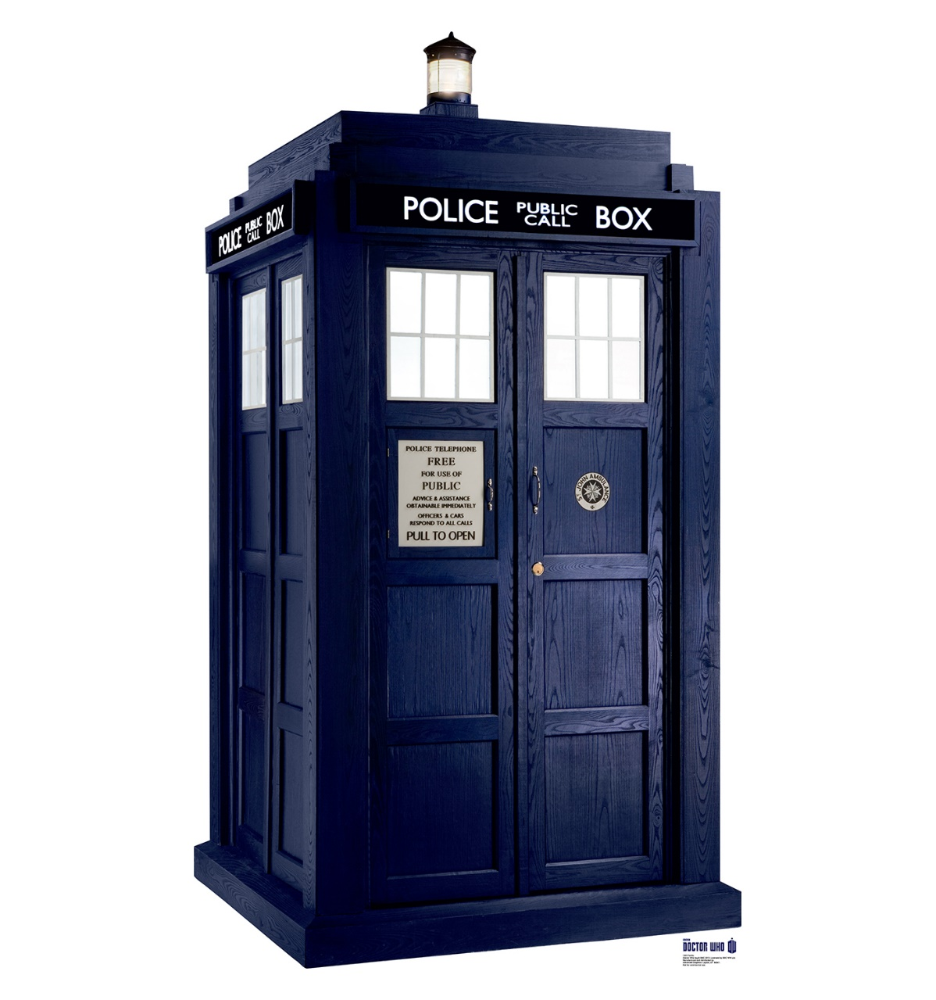 POLICE PUBLIC CALL BOX
POLICE PUBLIC CALL BOX
POLICE TELEPHONE
FREE
FOR USE OF
PUBLIC
ADVICE & ASSISTANCE
OBTAINABLE IMMEDIATELY
OFFICERS & CARS
RESPOND TO ALL CALLS
PULL TO OPEN
ST JOHN AMBULANCE
BBC
DOCTOR WHO